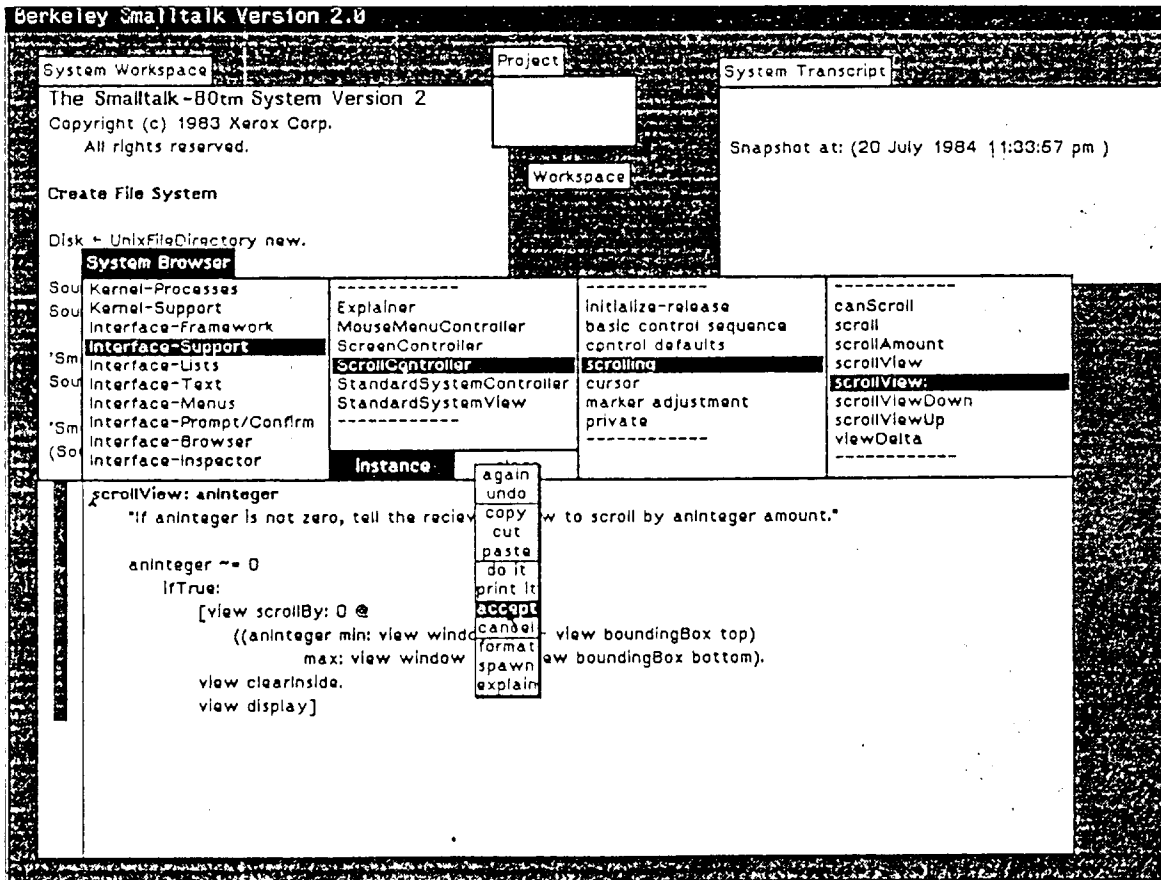 Berkeley Smalltalk Version 2.0
System Workspace
The Smalltalk-80tm System Version 2
Copyright (c) 1983 Xerox Corp.
All rights reserved.
Create File System
Disk ← UnixFileDirectory new.
Sou
Sou
'Sm
Sou
'Sm
(Sou
Project
Workspace
System Transcript
Snapshot at: (20 July 1984 11:33:57 pm )
System Browser
Kernel-Processes
Kernel-Support
Interface-Framework
Interface-Support
Interface-Lists
Interface-Text
Interface-Menus
Interface-Prompt/Confirm
Interface-Browser
Interface-Inspector
------------
Explainer
MouseMenuController
ScreenController
ScrollController
StandardSystemController
StandardSystemView
------------
instance
------------
initialize-release
basic control sequence
control defaults
scrolling
cursor
marker adjustment
private
------------
------------
canScroll
scroll
scrollAmount
scrollView
scrollView:
scrollViewDown
scrollViewUp
viewDelta
------------
scrollView: anInteger
"If anInteger is not zero, tell the reciev w to scroll by anInteger amount."
anInteger ~= 0
ifTrue:
[view scrollBy: 0 @
((anInteger min: view windo - view boundingBox top)
max: view window ew boundingBox bottom).
view clearInside.
view display]
again
undo
copy
cut
paste
do it
print it
accept
cancel
format
spawn
explain